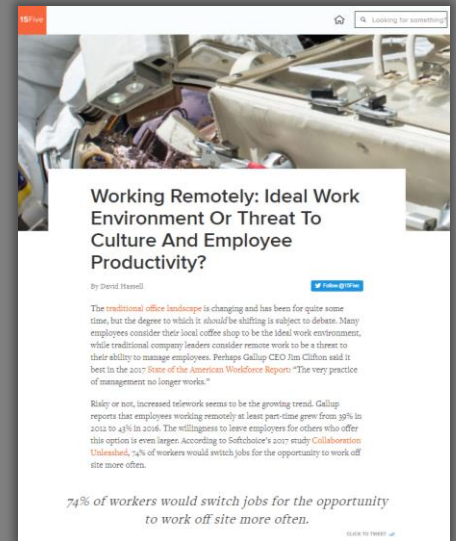 15Five
Looking for something?
Working Remotely: Ideal Work
Environment Or Threat To
Culture And Employee
Productivity?
By David Hassell
Follow @15Five
The traditional office landscape is changing and has been for quite some
time, but the degree to which it should be shifting is subject to debate. Many
employees consider their local coffee shop to be the ideal work environment,
while traditional company leaders consider remote work to be a threat to
their ability to manage employees. Perhaps Gallup CEO Jim Clifton said it
best in the 2017 State of the American Workforce Report: “The very practice
of management no longer works.”
Risky or not, increased telework seems to be the growing trend. Gallup
reports that employees working remotely at least part-time grew from 39% in
2012 to 43% in 2016. The willingness to leave employers for others who offer
this option is even larger. According to Softchoice’s 2017 study Collaboration
Unleashed, 74% of workers would switch jobs for the opportunity to work off
site more often.
74% of workers would switch jobs for the opportunity
to work off site more often.
CLICK TO TWEET